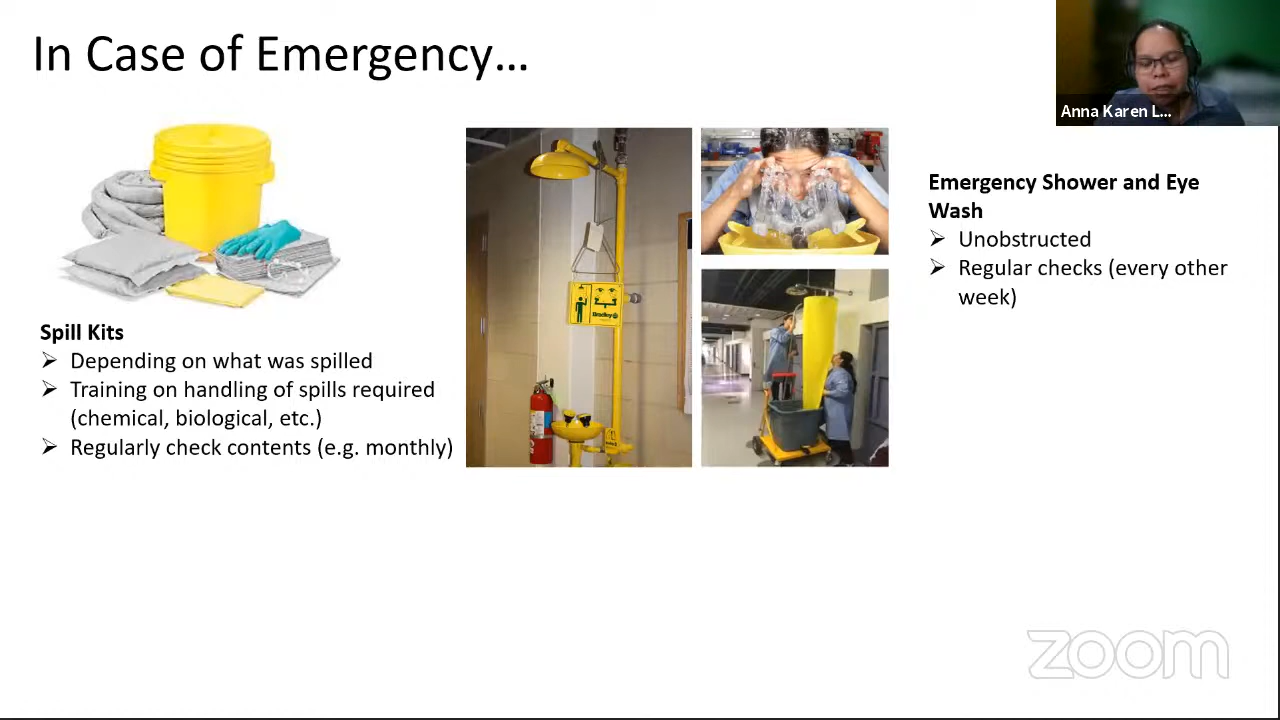 In Case of Emergency...
Anna Karen L...
Spill Kits
➢ Depending on what was spilled
➢ Training on handling of spills required
(chemical, biological, etc.)
➢ Regularly check contents (e.g. monthly)
Bradley
Emergency Shower and Eye
Wash
➢ Unobstructed
➢ Regular checks (every other
week)
zoom